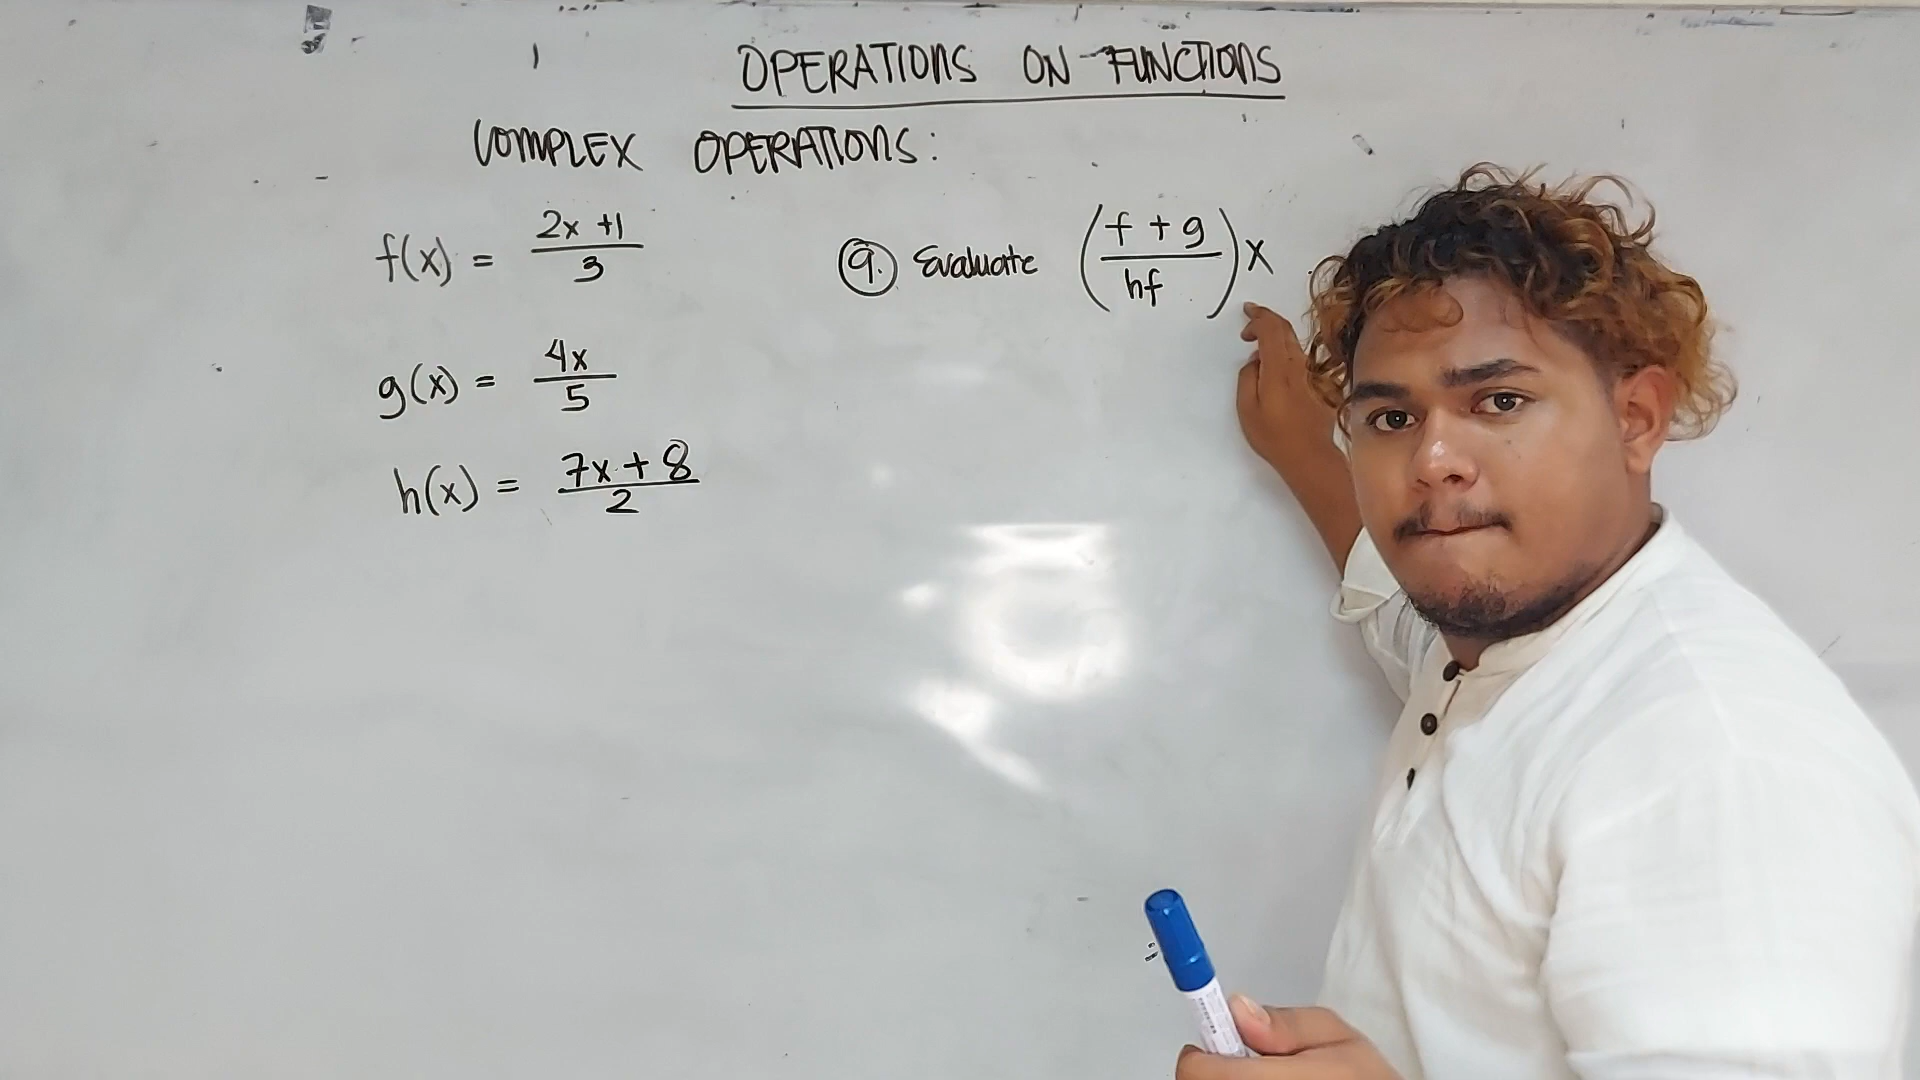 OPERATIONS ON FUNCTIONS
COMPLEX OPERATIONS:
f(x) = 2x+1 / 3
9. Evaluate (f+g / hf) x
g(x) = 4x / 5
h(x) = 7x+8 / 2